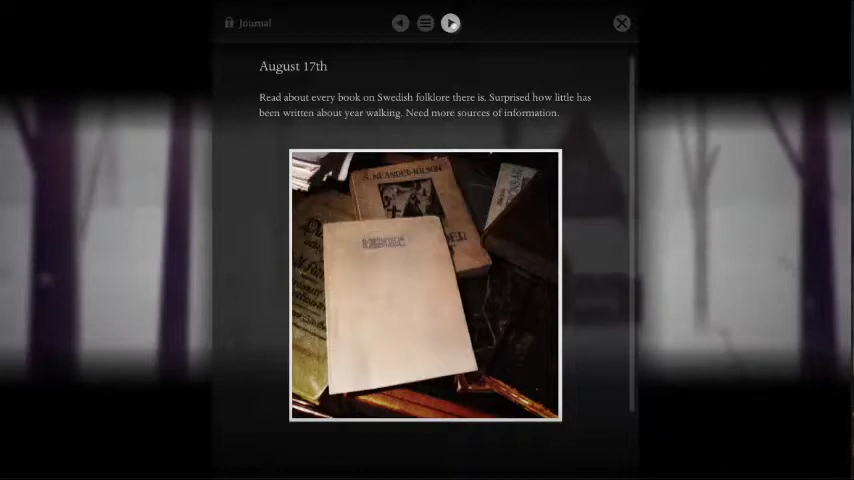 Journal
August 17th
Read about every book on Swedish folklore there is. Surprised how little has
been written about year walking. Need more sources of information.